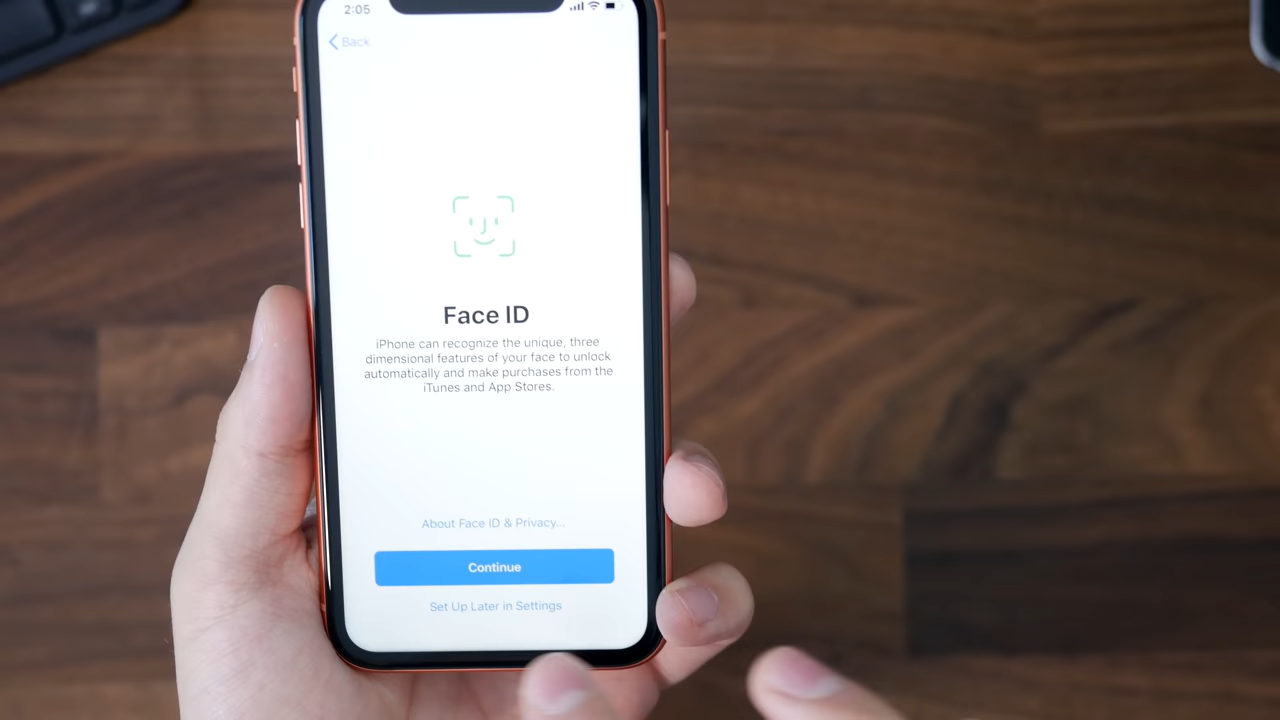 2:05
Back
Face ID
iPhone can recognize the unique, three
dimensional features of your face to unlock
automatically and make purchases from the
iTunes and App Stores.
About Face ID & Privacy...
Continue
Set Up Later in Settings